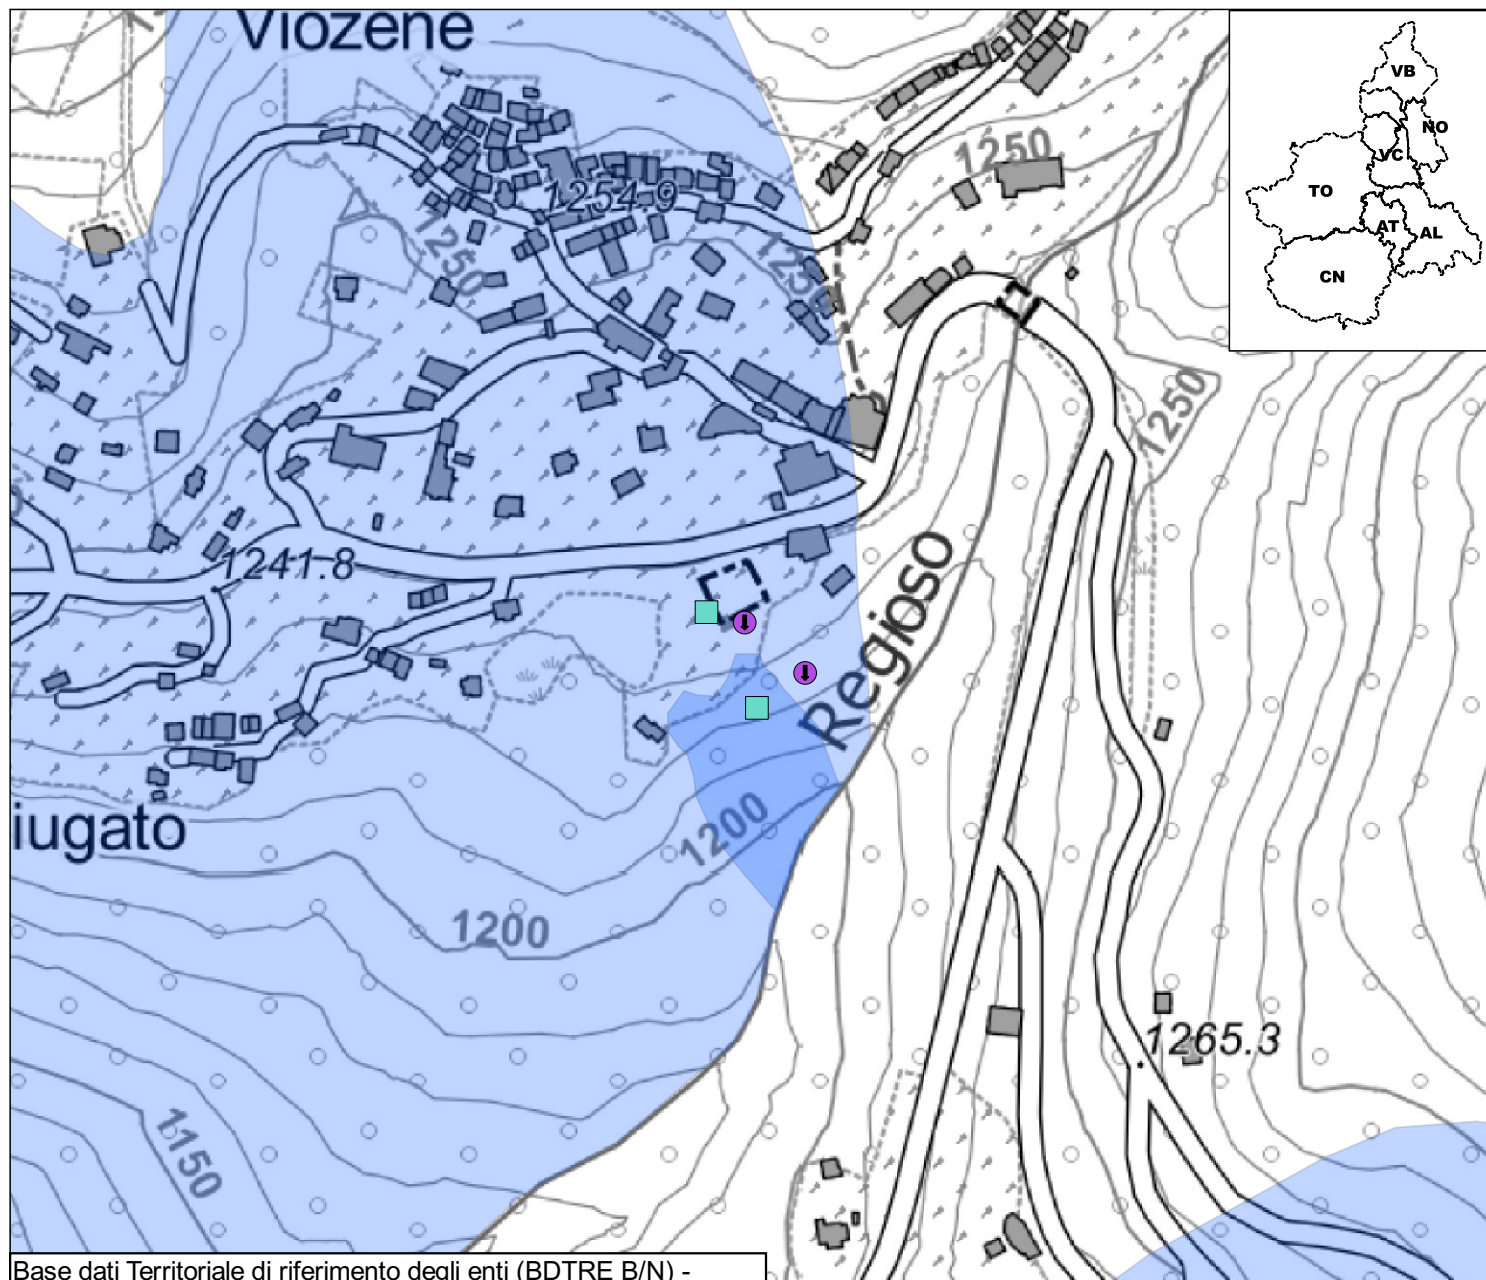 Viozene
VB
NO
VC
TO
AT
AL
CN
1250
1254.9
1250
1250
1250
1241.8
Regioso
iugato
1200
1200
1265.3
1150
Base dati Territoriale di riferimento degli enti (BDTRE B/N) -